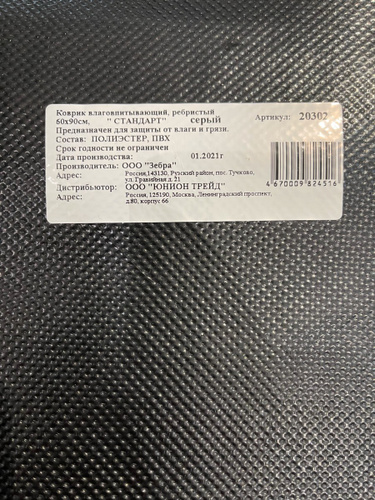 Коврик влаговпитывающий, ребристый
60х90см, " СТАНДАРТ" серый Артикул: 20302
Предназначен для защиты от влаги и грязи.
Состав: ПОЛИЭСТЕР, ПВХ
Срок годности не ограничен
Дата производства: 01.2021г
Производитель: ООО "Зебра"
Адрес: Россия,143130, Рузский район, пос. Тучково,
ул.Гравийная д. 21
Дистрибьютор: ООО "ЮНИОН ТРЕЙД"
Адрес: Россия, 125190, Москва, Ленинградский проспект,
д.80, корпус 66
4 670009 824516